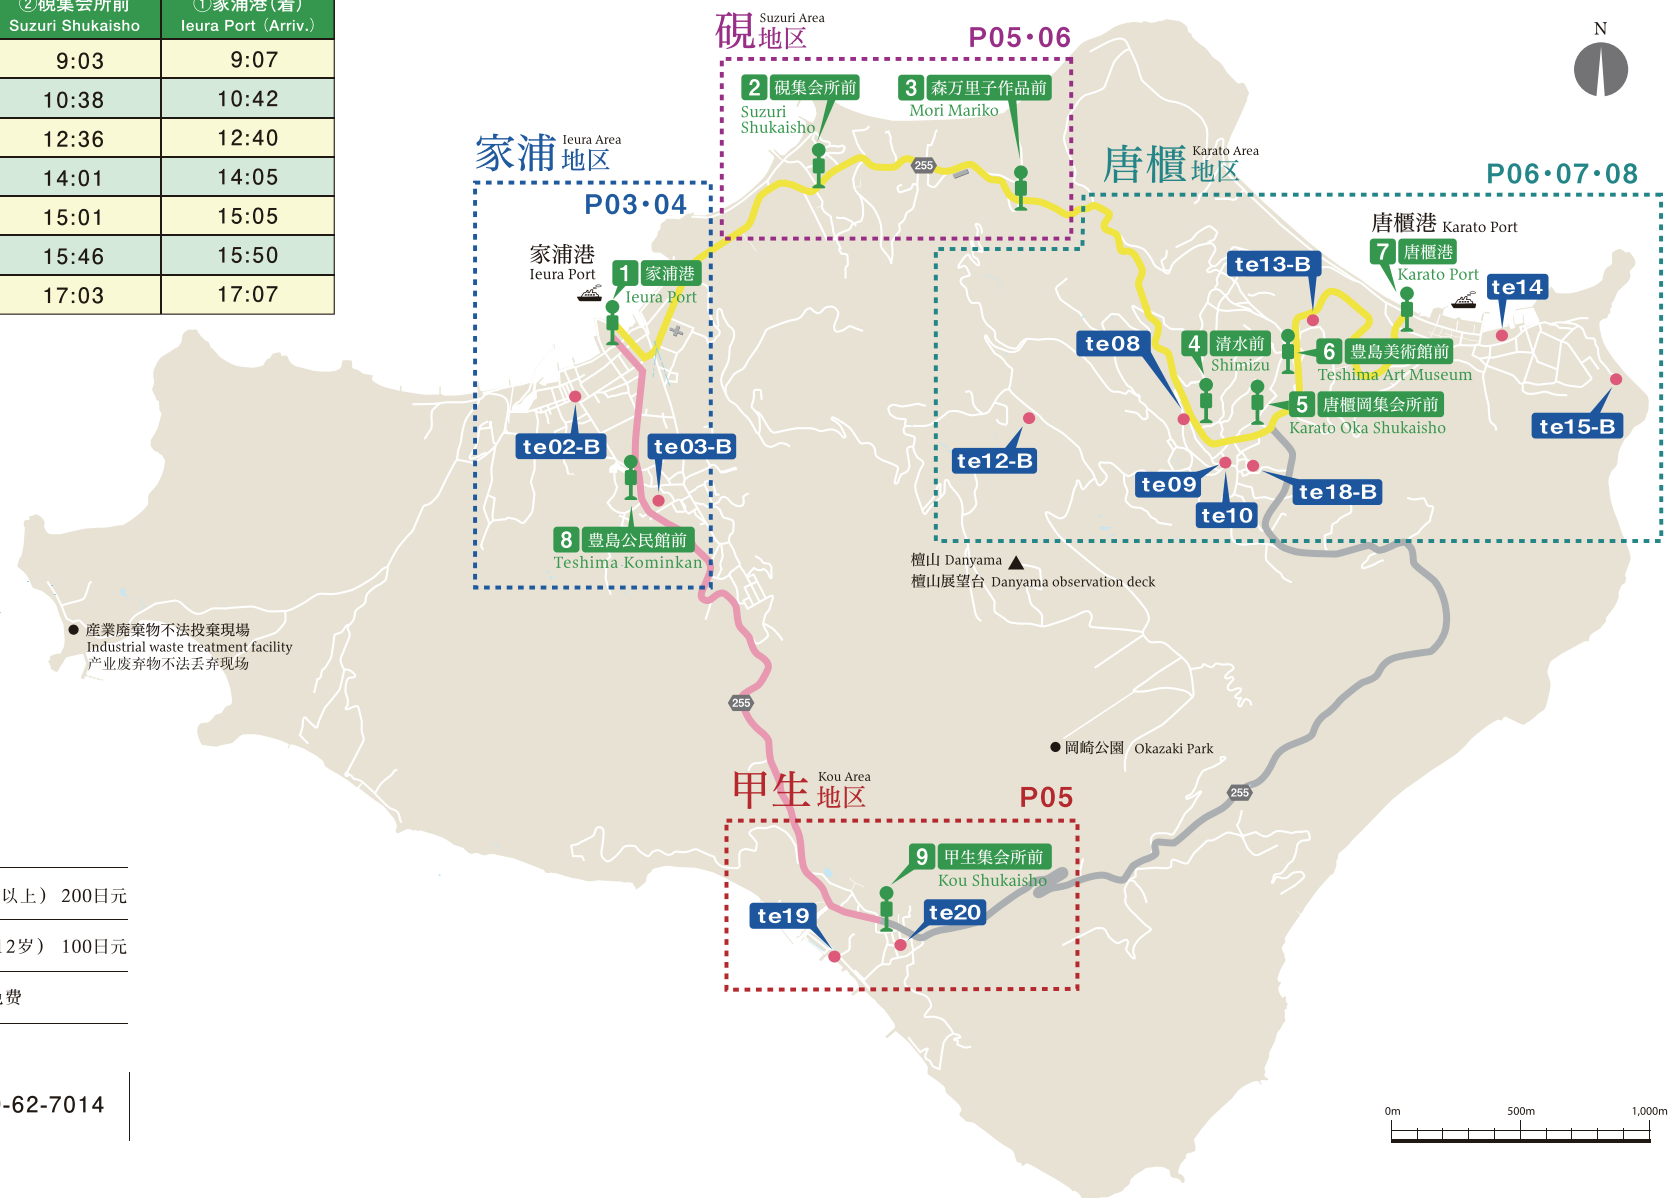 ②硯集会所前 ①家浦港(着)
Suzuri Shukaisho Ieura Port (Arriv.)
9:03 9:07
10:38 10:42
12:36 12:40
14:01 14:05
15:01 15:05
15:46 15:50
17:03 17:07
硯地区 Suzuri Area
P05・06
2 硯集会所前
Suzuri
Shukaisho
3 森万里子作品前
Mori Mariko
255
N
家浦地区 Ieura Area
P03・04
家浦港
Ieura Port
1 家浦港
Ieura Port
te02-B
te03-B
8 豊島公民館前
Teshima Kominkan
唐櫃地区 Karato Area
P06・07・08
唐櫃港 Karato Port
7 唐櫃港
Karato Port
te13-B
te14
te08
4 清水前
Shimizu
6 豊島美術館前
Teshima Art Museum
5 唐櫃岡集会所前
Karato Oka Shukaisho
te15-B
te12-B
te09
te18-B
te10
檀山 Danyama
檀山展望台 Danyama observation deck
産業廃棄物不法投棄現場
Industrial waste treatment facility
产业废弃物不法丢弃现场
255
岡崎公園 Okazaki Park
255
甲生地区 Kou Area
P05
9 甲生集会所前
Kou Shukaisho
te19
te20
以上） 200日元
12岁） 100日元
费
-62-7014
0m 500m 1,000m